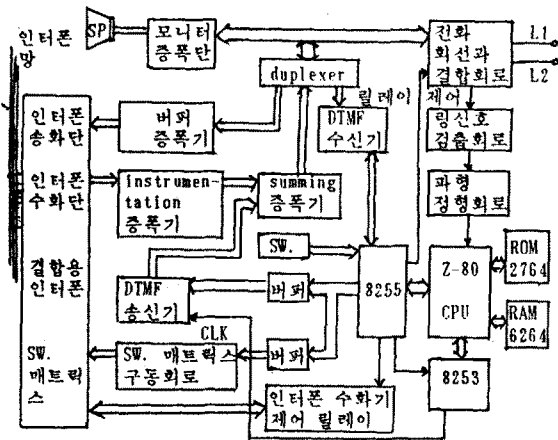 인터폰
망
SP
모니터
증폭단
전화
회선과
결합회로
L1
L2
duplexer
릴레이 제어
인터폰
송화단
버퍼
증폭기
DTMF
수신기
링신호
검출회로
인터폰
수화단
instrumen-
tation
증폭기
summing
증폭기
파형
정형회로
SW.
결합용
인터폰
DTMF
송신기
버퍼
8255
Z-80
CPU
ROM
2764
RAM
6264
CLK
SW.
매트릭
스
SW. 매트릭스
구동회로
버퍼
8253
인터폰 수화기
제어 릴레이